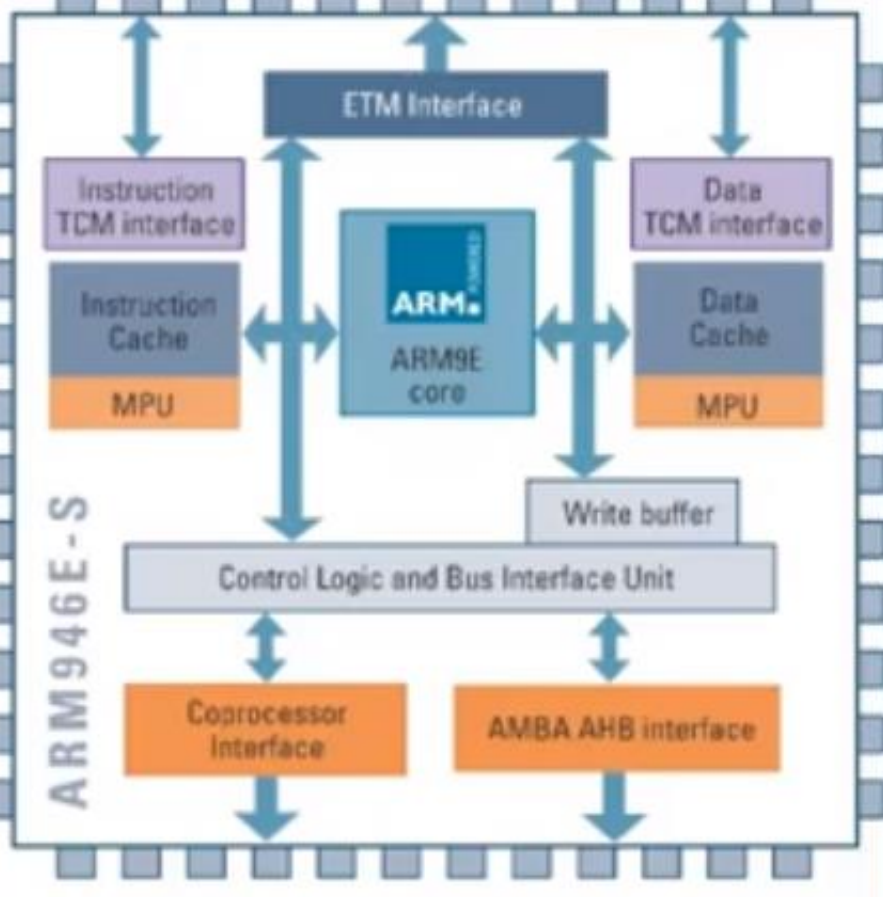 ETM Interface
Instruction
TCM interface
Data
TCM interface
ARM POWERED
ARM9E
core
Instruction
Cache
MPU
Data
Cache
MPU
Write buffer
Control Logic and Bus Interface Unit
Coprocessor
Interface
AMBA AHB interface
ARM946E-S